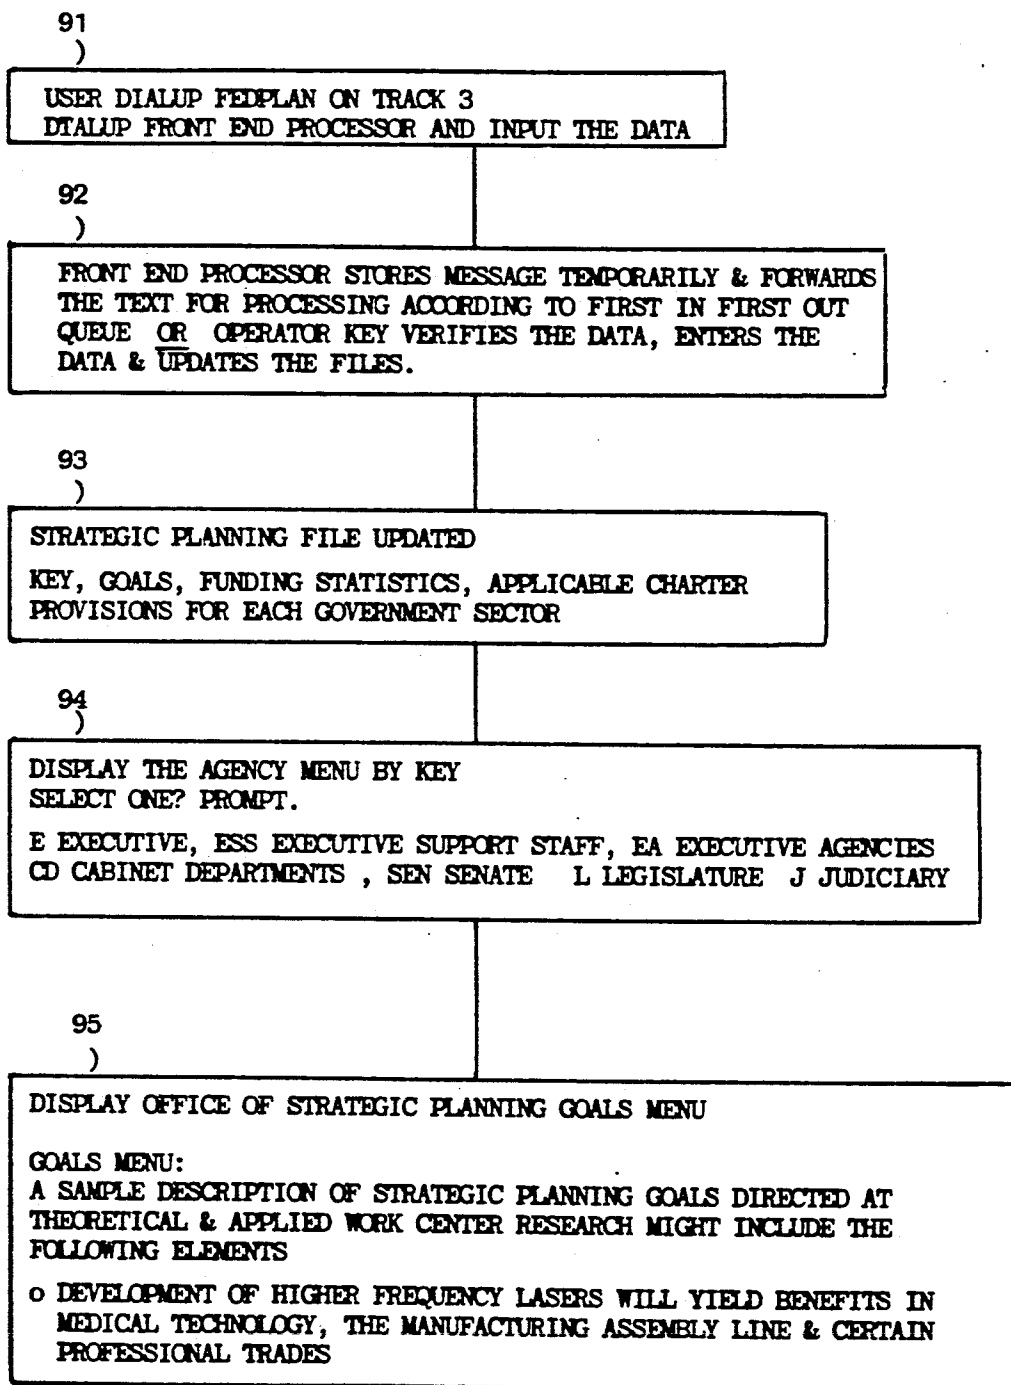 91
)
USER DIALUP FEDPLAN ON TRACK 3
DTALUP FRONT END PROCESSOR AND INPUT THE DATA
92
)
FRONT END PROCESSOR STORES MESSAGE TEMPORARILY & FORWARDS
THE TEXT FOR PROCESSING ACCORDING TO FIRST IN FIRST OUT
QUEUE OR OPERATOR KEY VERIFIES THE DATA, ENTERS THE
DATA & UPDATES THE FILES.
93
)
STRATEGIC PLANNING FILE UPDATED
KEY, GOALS, FUNDING STATISTICS, APPLICABLE CHARTER
PROVISIONS FOR EACH GOVERNMENT SECTOR
94
)
DISPLAY THE AGENCY MENU BY KEY
SELECT ONE? PROMPT.
E EXECUTIVE, ESS EXECUTIVE SUPPORT STAFF, EA EXECUTIVE AGENCIES
CD CABINET DEPARTMENTS , SEN SENATE L LEGISLATURE J JUDICIARY
95
)
DISPLAY OFFICE OF STRATEGIC PLANNING GOALS MENU
GOALS MENU:
A SAMPLE DESCRIPTION OF STRATEGIC PLANNING GOALS DIRECTED AT
THEORETICAL & APPLIED WORK CENTER RESEARCH MIGHT INCLUDE THE
FOLLOWING ELEMENTS
o DEVELOPMENT OF HIGHER FREQUENCY LASERS WILL YIELD BENEFITS IN
MEDICAL TECHNOLOGY, THE MANUFACTURING ASSEMBLY LINE & CERTAIN
PROFESSIONAL TRADES